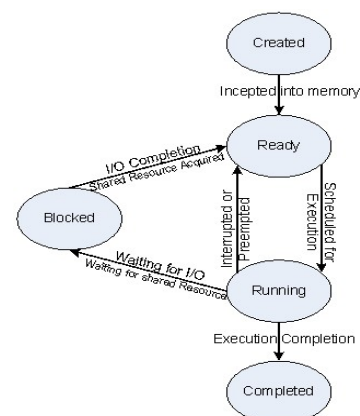 Created
Incepted into memory
Ready
I/O Completion
Shared Resource Acquired
Blocked
Interrupted or
Preempted
Scheduled for
Execution
Waiting for I/O
Waiting for shared Resource
Running
Execution Completion
Completed